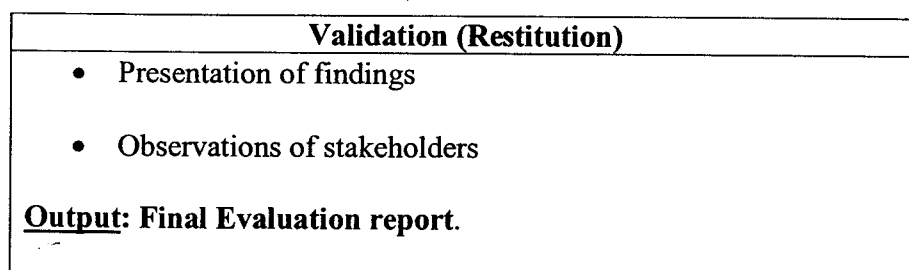 Validation (Restitution)
• Presentation of findings
• Observations of stakeholders
Output: Final Evaluation report.